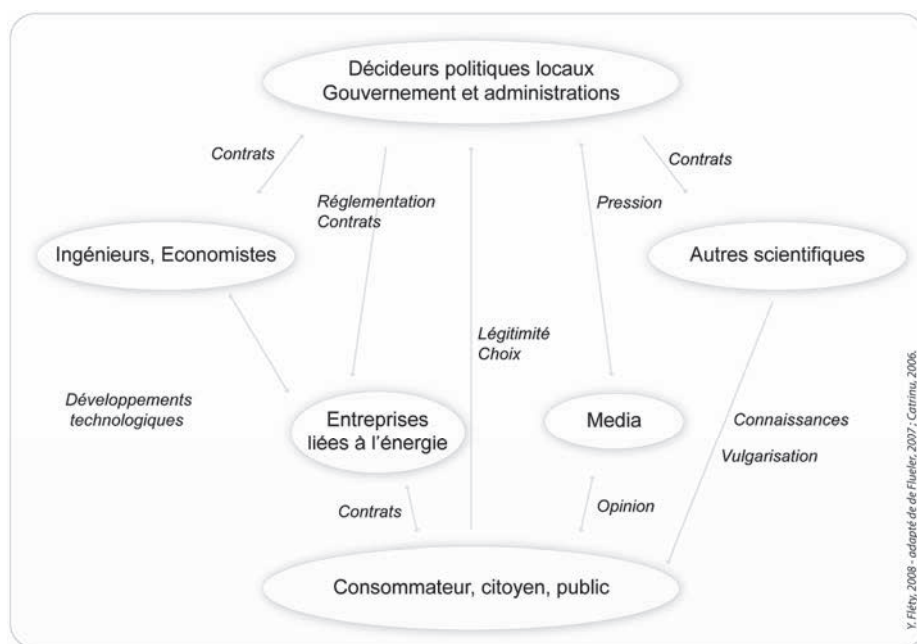 Décideurs politiques locaux
Gouvernement et administrations
Contrats
Contrats
Réglementation
Contrats
Pression
Ingénieurs, Economistes
Autres scientifiques
Légitimité
Choix
Développements
technologiques
Entreprises
liées à l'énergie
Media
Connaissances
Vulgarisation
Contrats
Opinion
Consommateur, citoyen, public
Y. Fléty, 2008 - adapté de de Flueler, 2007 ; Catrinu, 2006.